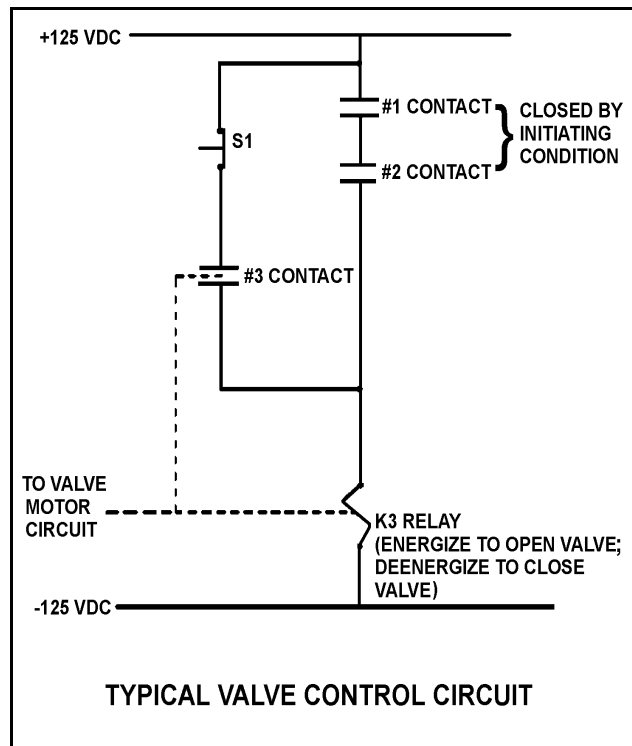 +125 VDC
#1 CONTACT
CLOSED BY
INITIATING
CONDITION
S1
#2 CONTACT
#3 CONTACT
TO VALVE
MOTOR
CIRCUIT
K3 RELAY
(ENERGIZE TO OPEN VALVE;
DEENERGIZE TO CLOSE
VALVE)
-125 VDC
TYPICAL VALVE CONTROL CIRCUIT